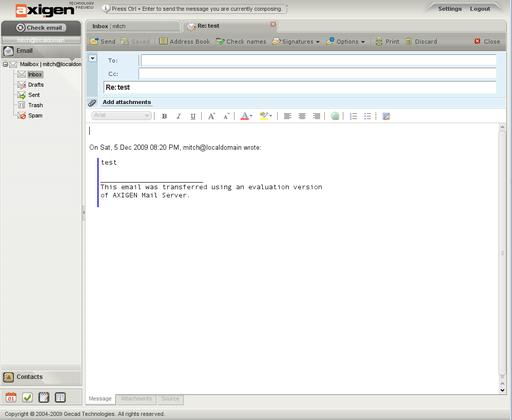 axigen TECHNOLOGY PREVIEW
Press Ctrl + Enter to send the message you are currently composing.
Settings Logout
Check email
Inbox | mitch
Re: test
Send Saved Address Book Check names Signatures Options Print Discard Close
Email
Mailbox | mitch@localdom
Inbox
Drafts
Sent
Trash
Spam
To:
Cc:
Re: test
Add attachments
Arial
B I U A A A
On Sat, 5 Dec 2009 08:20 PM, mitch@localdomain wrote:
test
This email was transferred using an evaluation version
of AXIGEN Mail Server.
Contacts
Message Attachments Source
Copyright © 2004-2009 Gecad Technologies. All rights reserved.